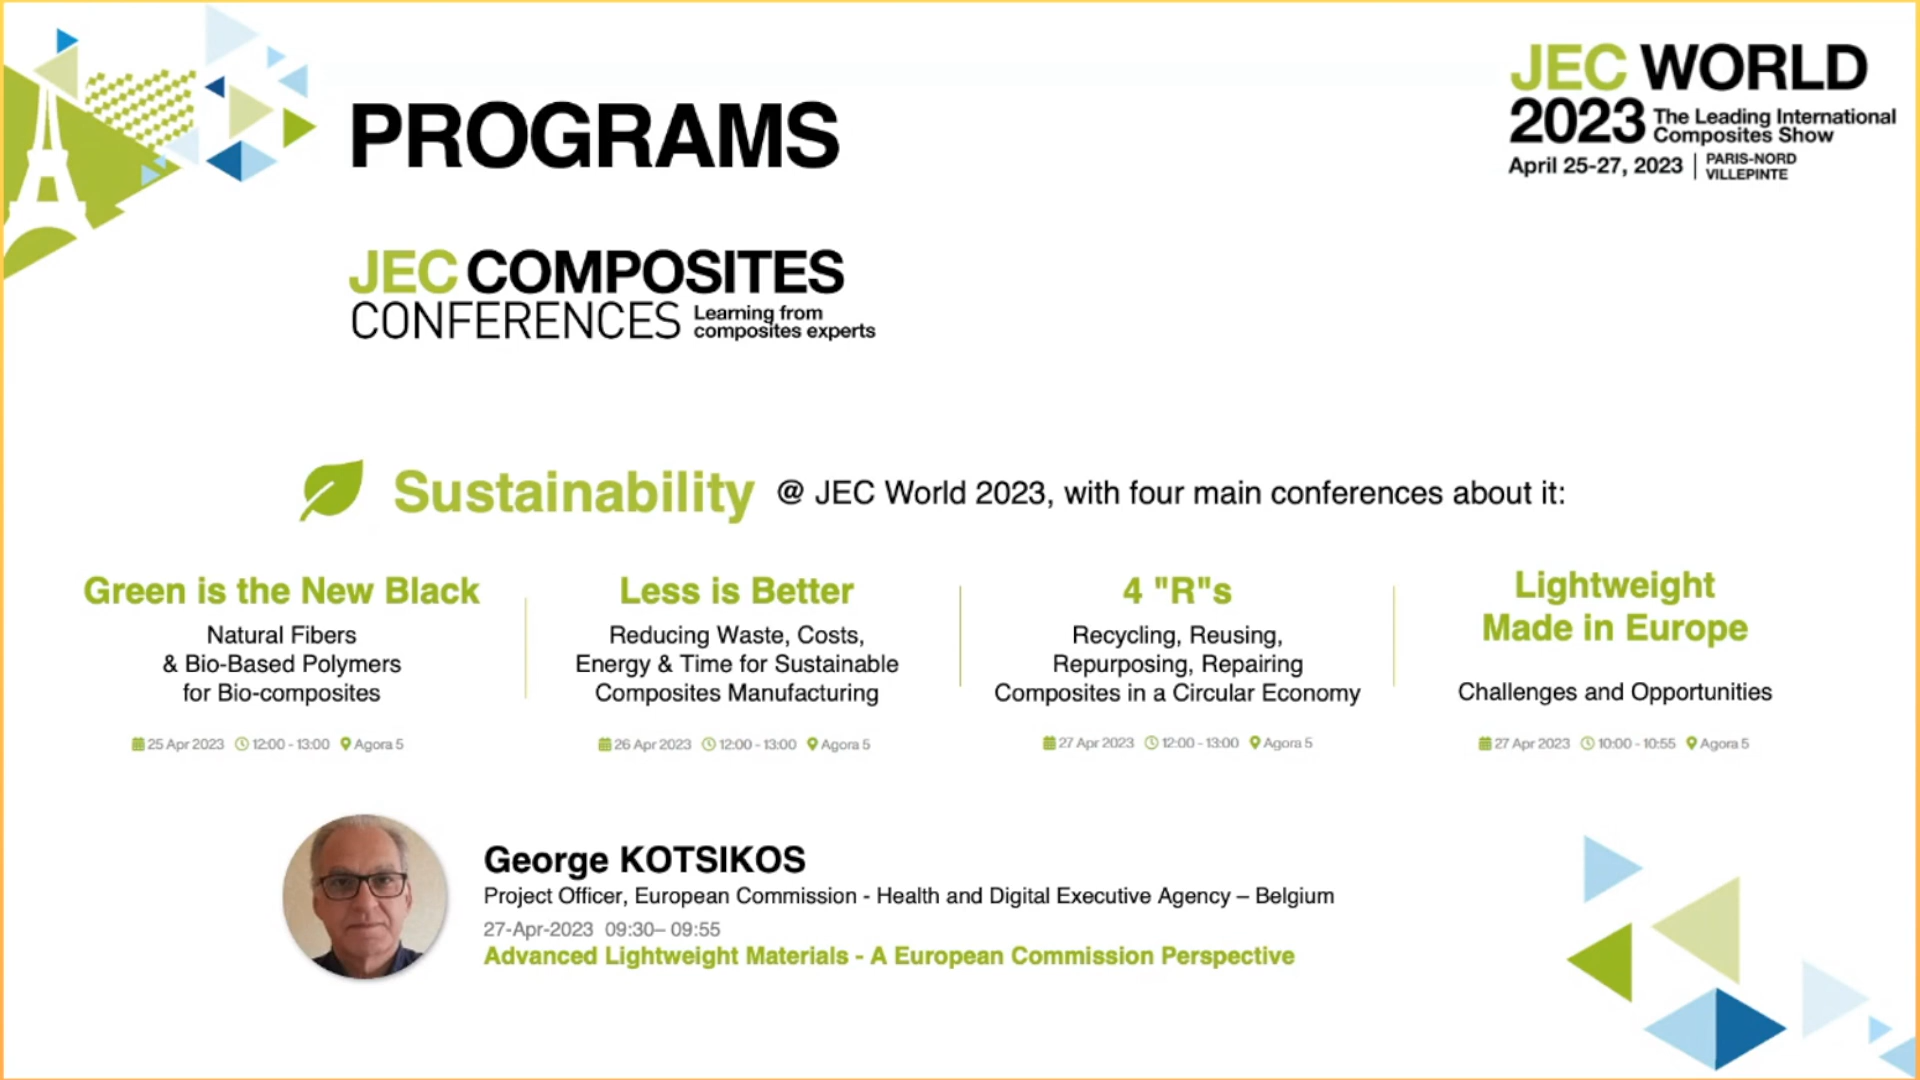 PROGRAMS
JEC WORLD
2023 The Leading International
Composites Show
April 25-27, 2023 | PARIS-NORD
VILLEPINTE
JEC COMPOSITES
CONFERENCES Learning from
composites experts
Sustainability @ JEC World 2023, with four main conferences about it:
Green is the New Black
Natural Fibers
& Bio-Based Polymers
for Bio-composites
25 Apr 2023 12:00 - 13:00 Agora 5
Less is Better
Reducing Waste, Costs,
Energy & Time for Sustainable
Composites Manufacturing
26 Apr 2023 12:00 - 13:00 Agora 5
4 "R"s
Recycling, Reusing,
Repurposing, Repairing
Composites in a Circular Economy
27 Apr 2023 12:00 - 13:00 Agora 5
Lightweight
Made in Europe
Challenges and Opportunities
27 Apr 2023 10:00 - 10:55 Agora 5
George KOTSIKOS
Project Officer, European Commission - Health and Digital Executive Agency – Belgium
27-Apr-2023 09:30– 09:55
Advanced Lightweight Materials - A European Commission Perspective